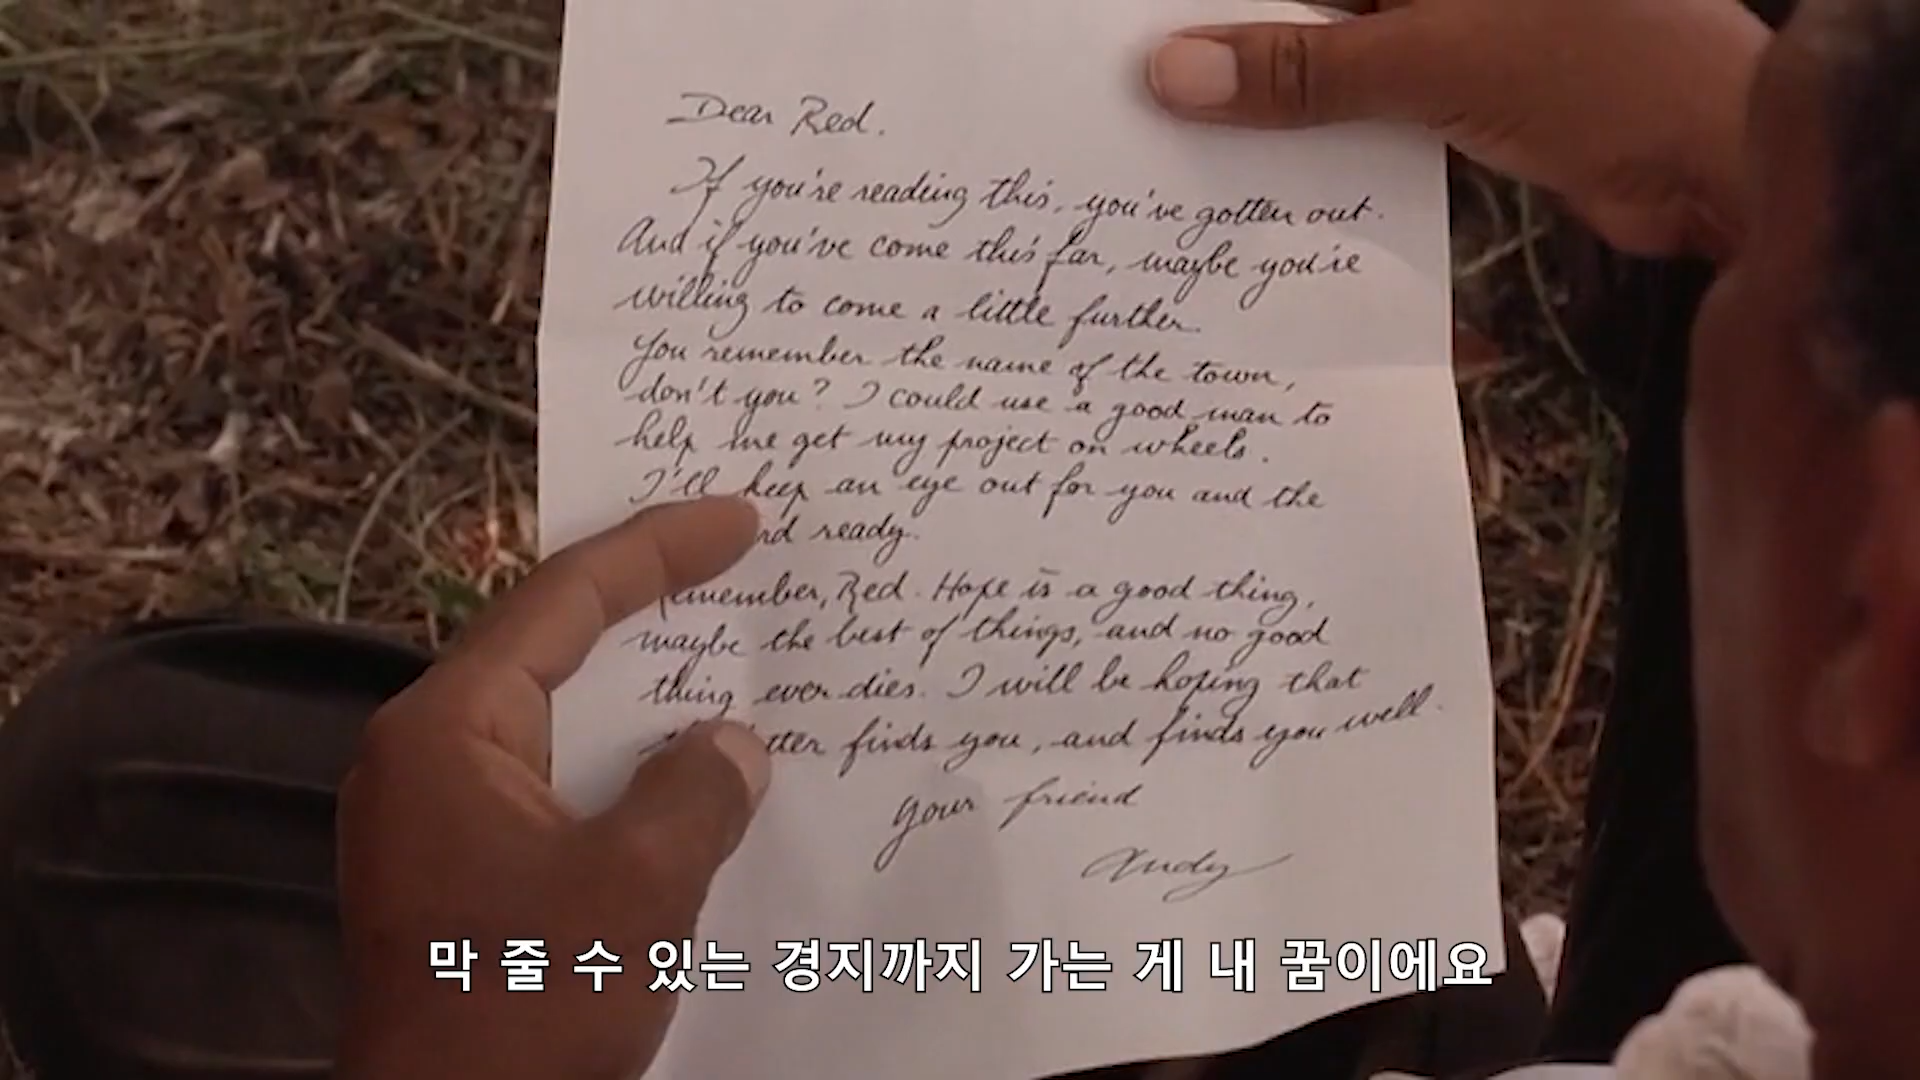 Dear Red.
If you're reading this, you've gotten out.
And if you've come this far, maybe you're
willing to come a little further.
You remember the name of the town,
don't you? I could use a good man to
help me get my project on wheels.
I'll keep an eye out for you and the
ready.
Remember, Red. Hope is a good thing,
maybe the best of things, and no good
thing ever dies. I will be hoping that
finds you, and finds you well.
Your friend
Andy
막 줄 수 있는 경지까지 가는 게 내 꿈이에요